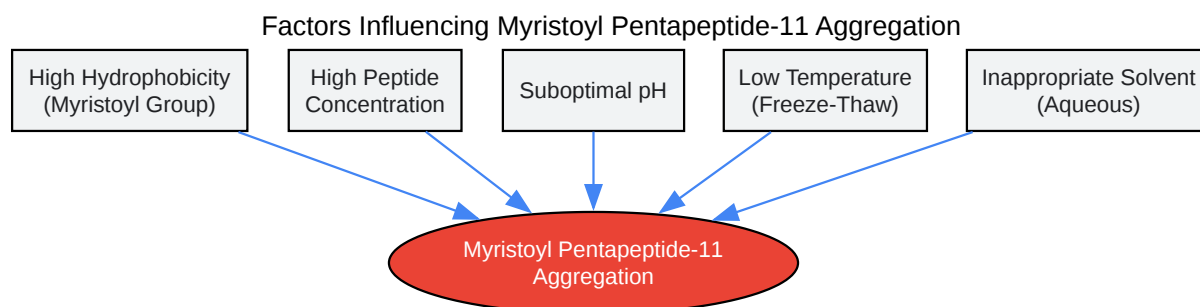 Factors Influencing Myristoyl Pentapeptide-11 Aggregation
High Hydrophobicity
(Myristoyl Group)
High Peptide
Concentration
Suboptimal pH
Low Temperature
(Freeze-Thaw)
Inappropriate Solvent
(Aqueous)
Myristoyl Pentapeptide-11
Aggregation